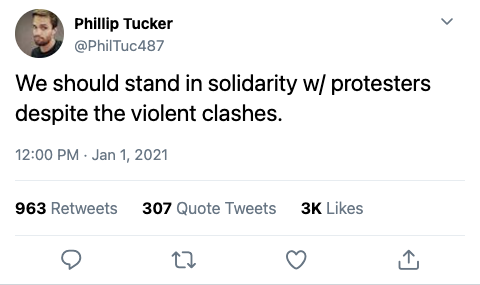 Phillip Tucker
@PhilTuc487
We should stand in solidarity w/ protesters
despite the violent clashes.
12:00 PM · Jan 1, 2021
963 Retweets 307 Quote Tweets 3K Likes